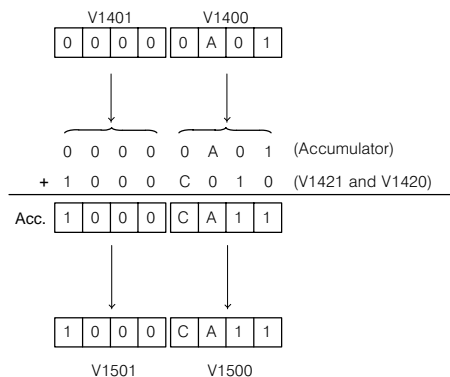 V1401 V1400
0 0 0 0 0 A 0 1
0 0 0 0 0 A 0 1 (Accumulator)
+ 1 0 0 0 C 0 1 0 (V1421 and V1420)
Acc. 1 0 0 0 C A 1 1
1 0 0 0 C A 1 1
V1501 V1500